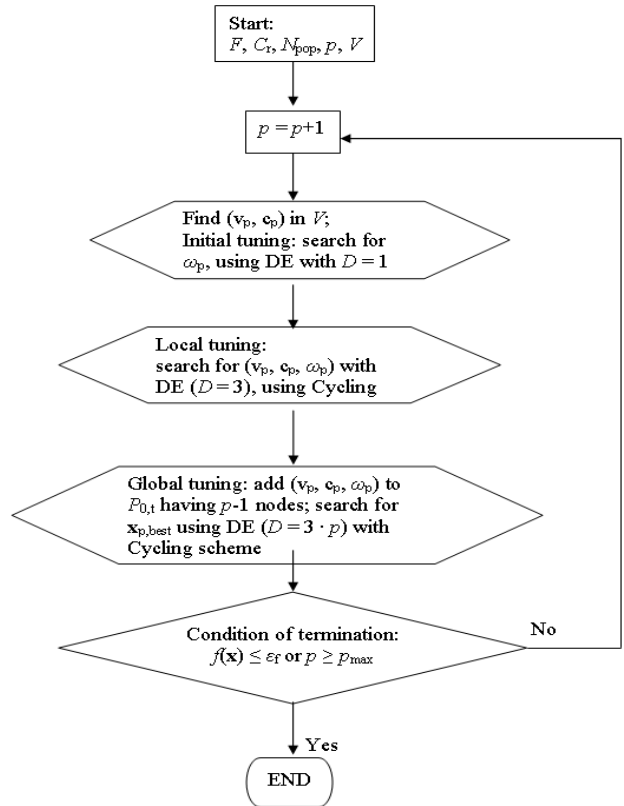 Start:
F, Cr, Npop, p, V
p = p+1
Find (vp, cp) in V;
Initial tuning: search for
ωp, using DE with D = 1
Local tuning:
search for (vp, cp, ωp) with
DE (D = 3), using Cycling
Global tuning: add (vp, cp, ωp) to
P0,t having p-1 nodes; search for
xp,best using DE (D = 3 · p) with
Cycling scheme
Condition of termination:
f(x) ≤ εf or p ≥ pmax
No
Yes
END